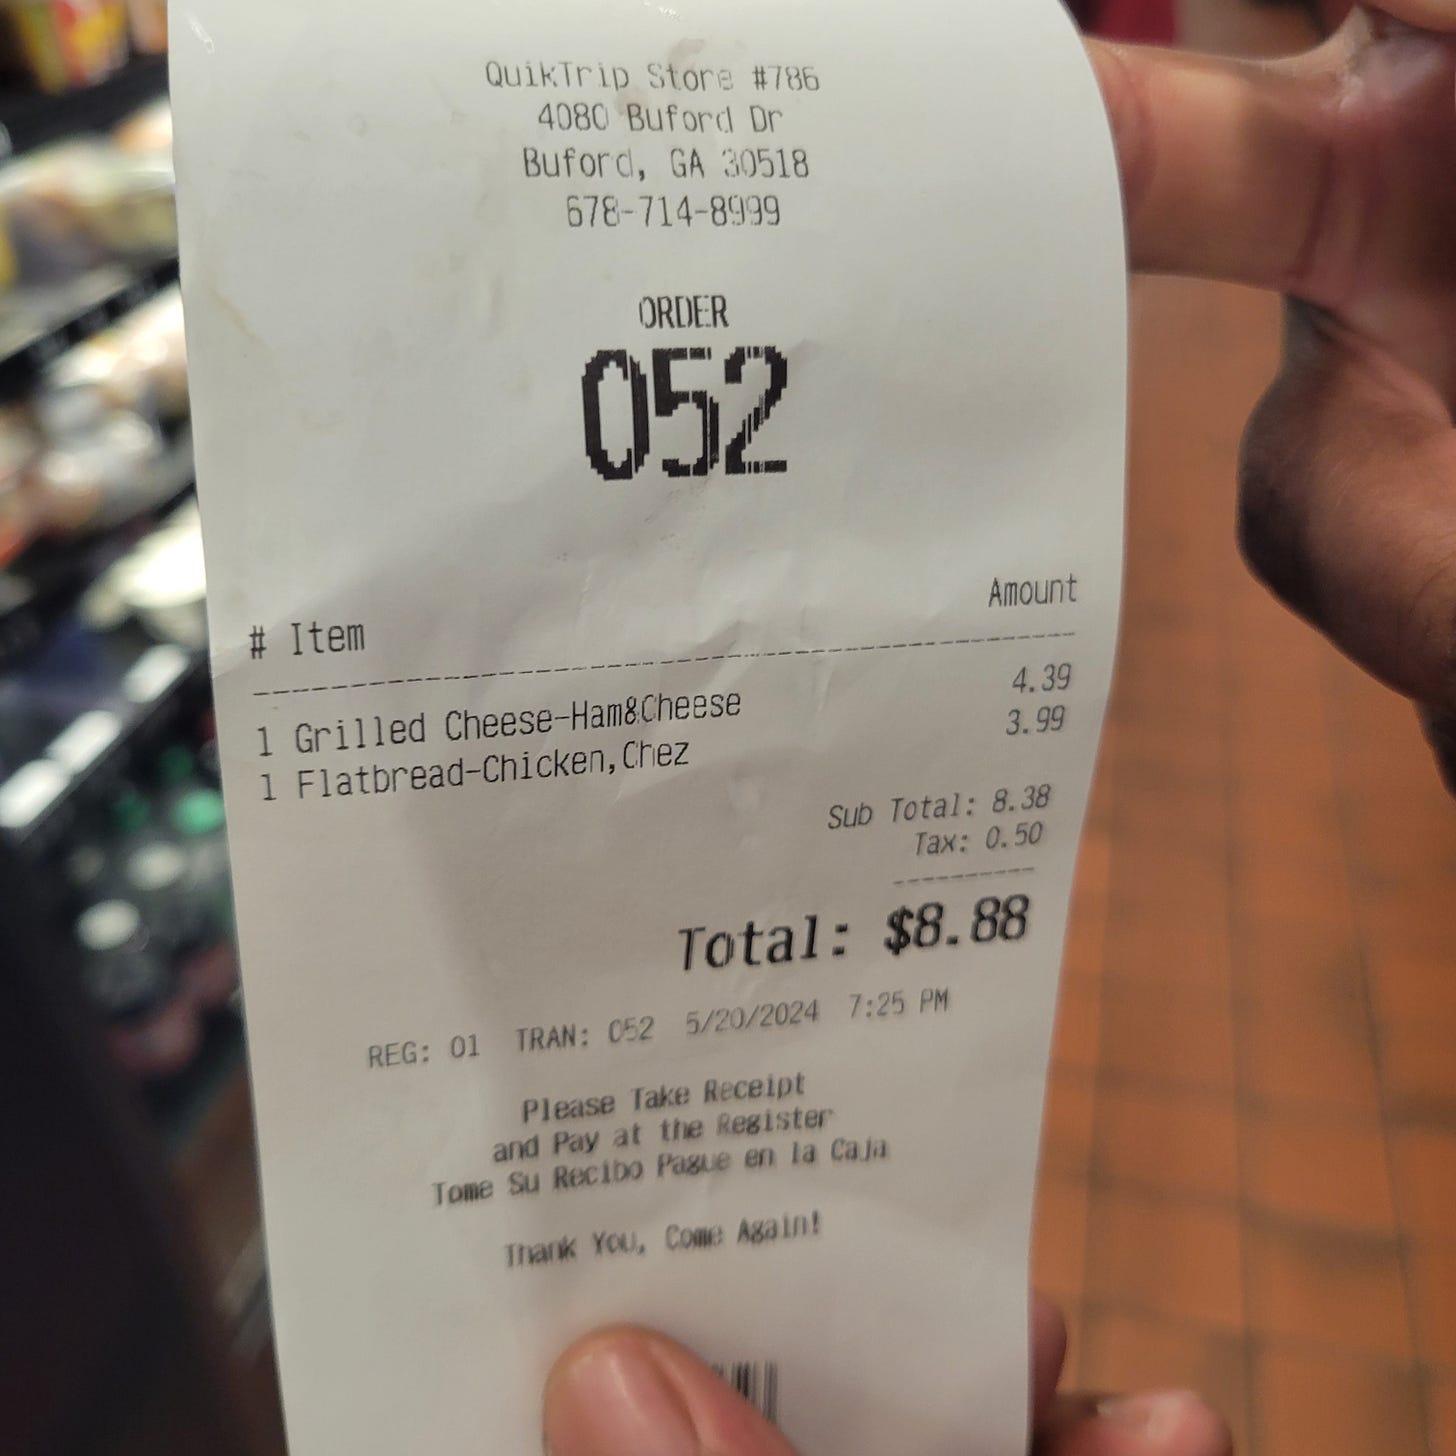 QuikTrip Store #786
4080 Buford Dr
Buford, GA 30518
678-714-8999
ORDER
052
# Item Amount
1 Grilled Cheese-Ham&Cheese 4.39
1 Flatbread-Chicken,Chez 3.99
Sub Total: 8.38
Tax: 0.50
Total: $8.88
REG: 01 TRAN: 052 5/20/2024 7:25 PM
Please Take Receipt
and Pay at the Register
Tome Su Recibo Pague en la Caja
Thank You, Come Again!